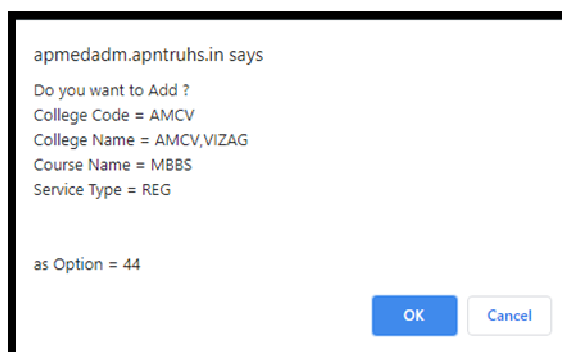 apmedadm.apntruhs.in says
Do you want to Add ?
College Code = AMCV
College Name = AMCV,VIZAG
Course Name = MBBS
Service Type = REG
as Option = 44
OK
Cancel